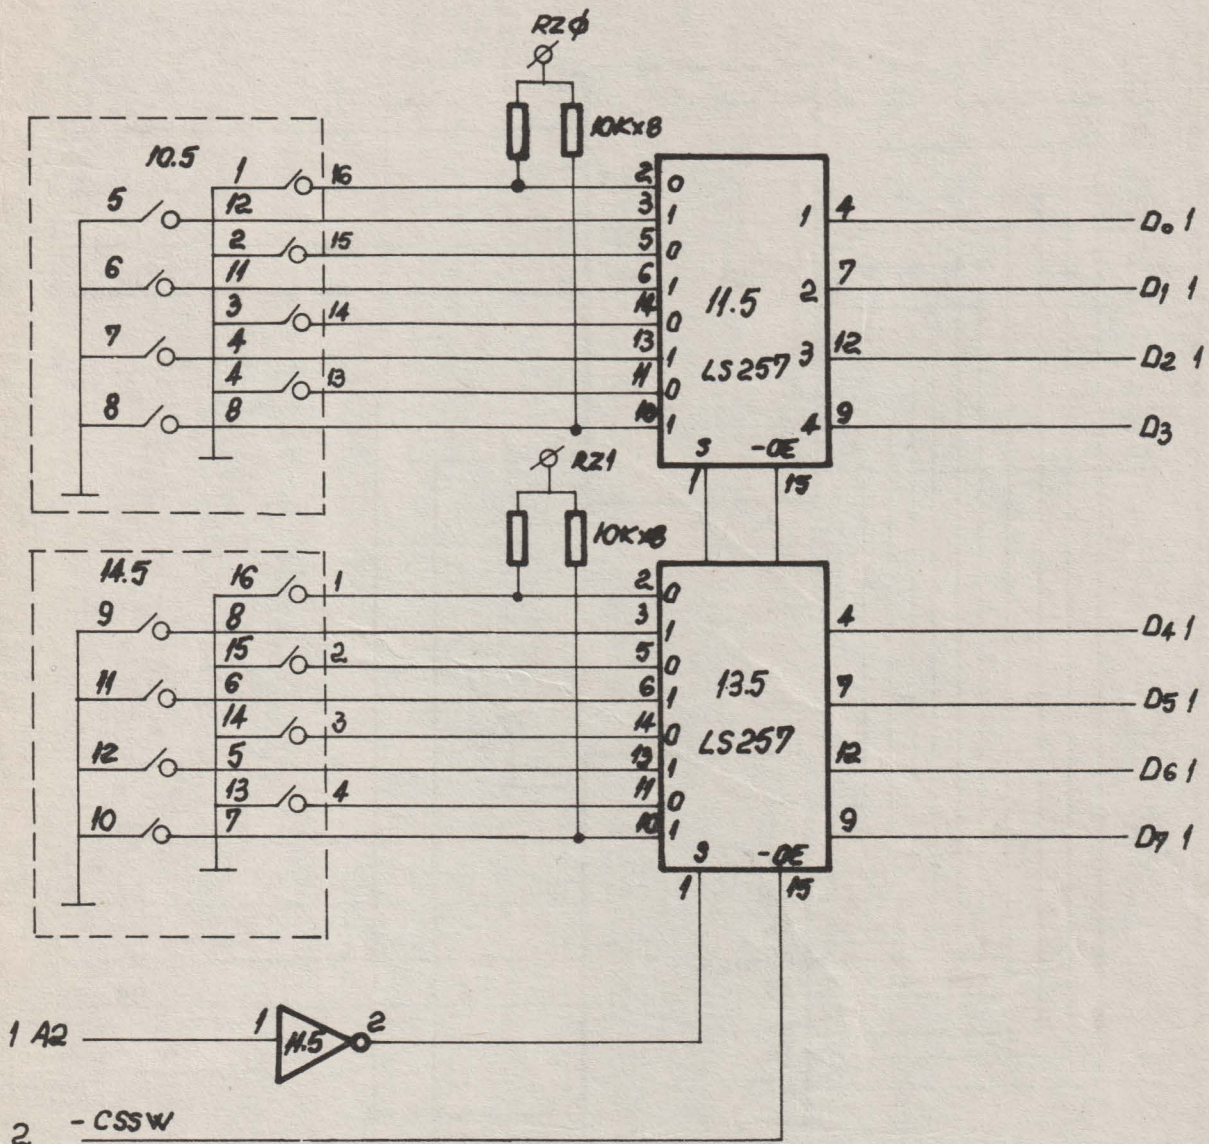 RZφ
10K×8
10.5
1 16 2 0
5 12 3 1 1 4 D0 1
2 15 5 0
6 11 6 1 2 7 D1 1
3 14 14 0 11.5
7 4 13 1 LS257 3 12 D2 1
4 13 11 0
8 8 10 1 4 9 D3
S -OE
1 15
RZ1
10K×8
14.5
16 1 2 0
9 8 3 1 4 D4 1
15 2 5 0
11 6 6 1 13.5 7 D5 1
14 3 14 0 LS257
12 5 13 1 12 D6 1
13 4 11 0
10 7 10 1 9 D7 1
S -OE
1 15
1 A2 1 11.5 2
2 -CSSW